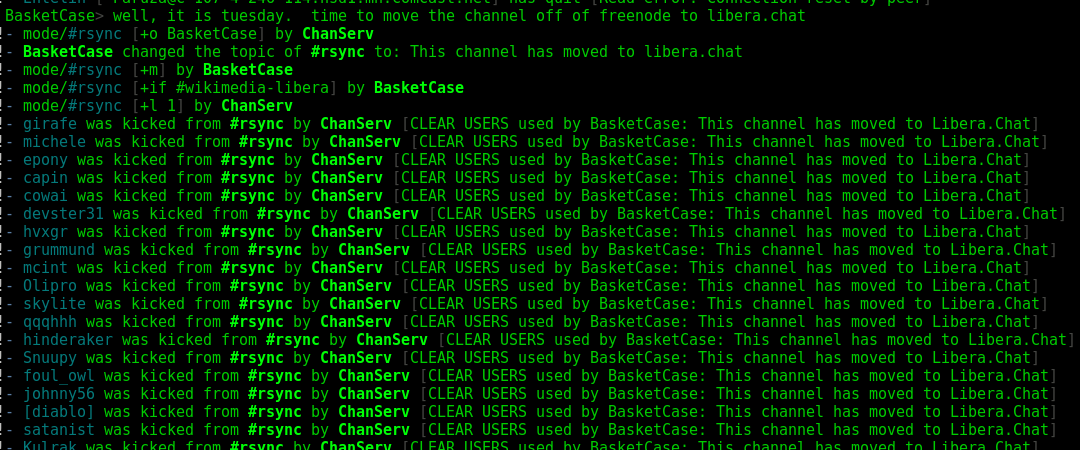 BasketCase> well, it is tuesday.  time to move the channel off of freenode to libera.chat
!- mode/#rsync [+o BasketCase] by ChanServ
!- BasketCase changed the topic of #rsync to: This channel has moved to libera.chat
!- mode/#rsync [+m] by BasketCase
!- mode/#rsync [+if #wikimedia-libera] by BasketCase
!- mode/#rsync [+l 1] by ChanServ
!- girafe was kicked from #rsync by ChanServ [CLEAR USERS used by BasketCase: This channel has moved to Libera.Chat]
!- michele was kicked from #rsync by ChanServ [CLEAR USERS used by BasketCase: This channel has moved to Libera.Chat]
!- epony was kicked from #rsync by ChanServ [CLEAR USERS used by BasketCase: This channel has moved to Libera.Chat]
!- capin was kicked from #rsync by ChanServ [CLEAR USERS used by BasketCase: This channel has moved to Libera.Chat]
!- cowai was kicked from #rsync by ChanServ [CLEAR USERS used by BasketCase: This channel has moved to Libera.Chat]
!- devster31 was kicked from #rsync by ChanServ [CLEAR USERS used by BasketCase: This channel has moved to Libera.Chat]
!- hvxgr was kicked from #rsync by ChanServ [CLEAR USERS used by BasketCase: This channel has moved to Libera.Chat]
!- grummund was kicked from #rsync by ChanServ [CLEAR USERS used by BasketCase: This channel has moved to Libera.Chat]
!- mcint was kicked from #rsync by ChanServ [CLEAR USERS used by BasketCase: This channel has moved to Libera.Chat]
!- Olipro was kicked from #rsync by ChanServ [CLEAR USERS used by BasketCase: This channel has moved to Libera.Chat]
!- skylite was kicked from #rsync by ChanServ [CLEAR USERS used by BasketCase: This channel has moved to Libera.Chat]
!- qqqhhh was kicked from #rsync by ChanServ [CLEAR USERS used by BasketCase: This channel has moved to Libera.Chat]
!- hinderaker was kicked from #rsync by ChanServ [CLEAR USERS used by BasketCase: This channel has moved to Libera.Chat]
!- Snuupy was kicked from #rsync by ChanServ [CLEAR USERS used by BasketCase: This channel has moved to Libera.Chat]
!- foul_owl was kicked from #rsync by ChanServ [CLEAR USERS used by BasketCase: This channel has moved to Libera.Chat]
!- johnny56 was kicked from #rsync by ChanServ [CLEAR USERS used by BasketCase: This channel has moved to Libera.Chat]
!- [diablo] was kicked from #rsync by ChanServ [CLEAR USERS used by BasketCase: This channel has moved to Libera.Chat]
!- satanist was kicked from #rsync by ChanServ [CLEAR USERS used by BasketCase: This channel has moved to Libera.Chat]
!- Kulrak was kicked from #rsync by ChanServ [CLEAR USERS used by BasketCase: This channel has moved to Libera.Chat]